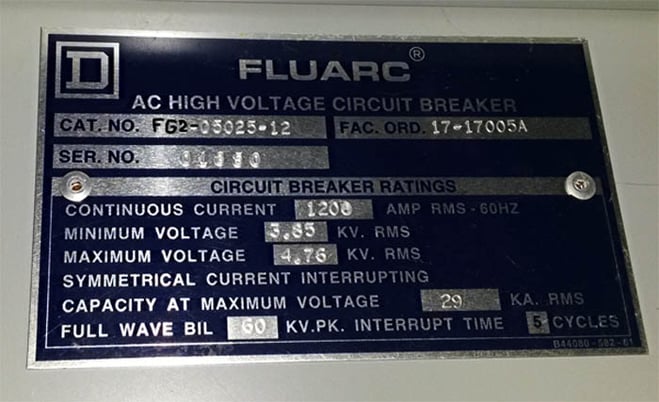 D FLUARC®
AC HIGH VOLTAGE CIRCUIT BREAKER
CAT. NO. FG2-05025-12 FAC. ORD. 17-17005A
SER. NO.
CIRCUIT BREAKER RATINGS
CONTINUOUS CURRENT 1200 AMP RMS-60HZ
MINIMUM VOLTAGE 3.85 KV. RMS
MAXIMUM VOLTAGE 4.76 KV. RMS
SYMMETRICAL CURRENT INTERRUPTING
CAPACITY AT MAXIMUM VOLTAGE 29 KA. RMS
FULL WAVE BIL 60 KV.PK. INTERRUPT TIME 5 CYCLES
B44080-582-61